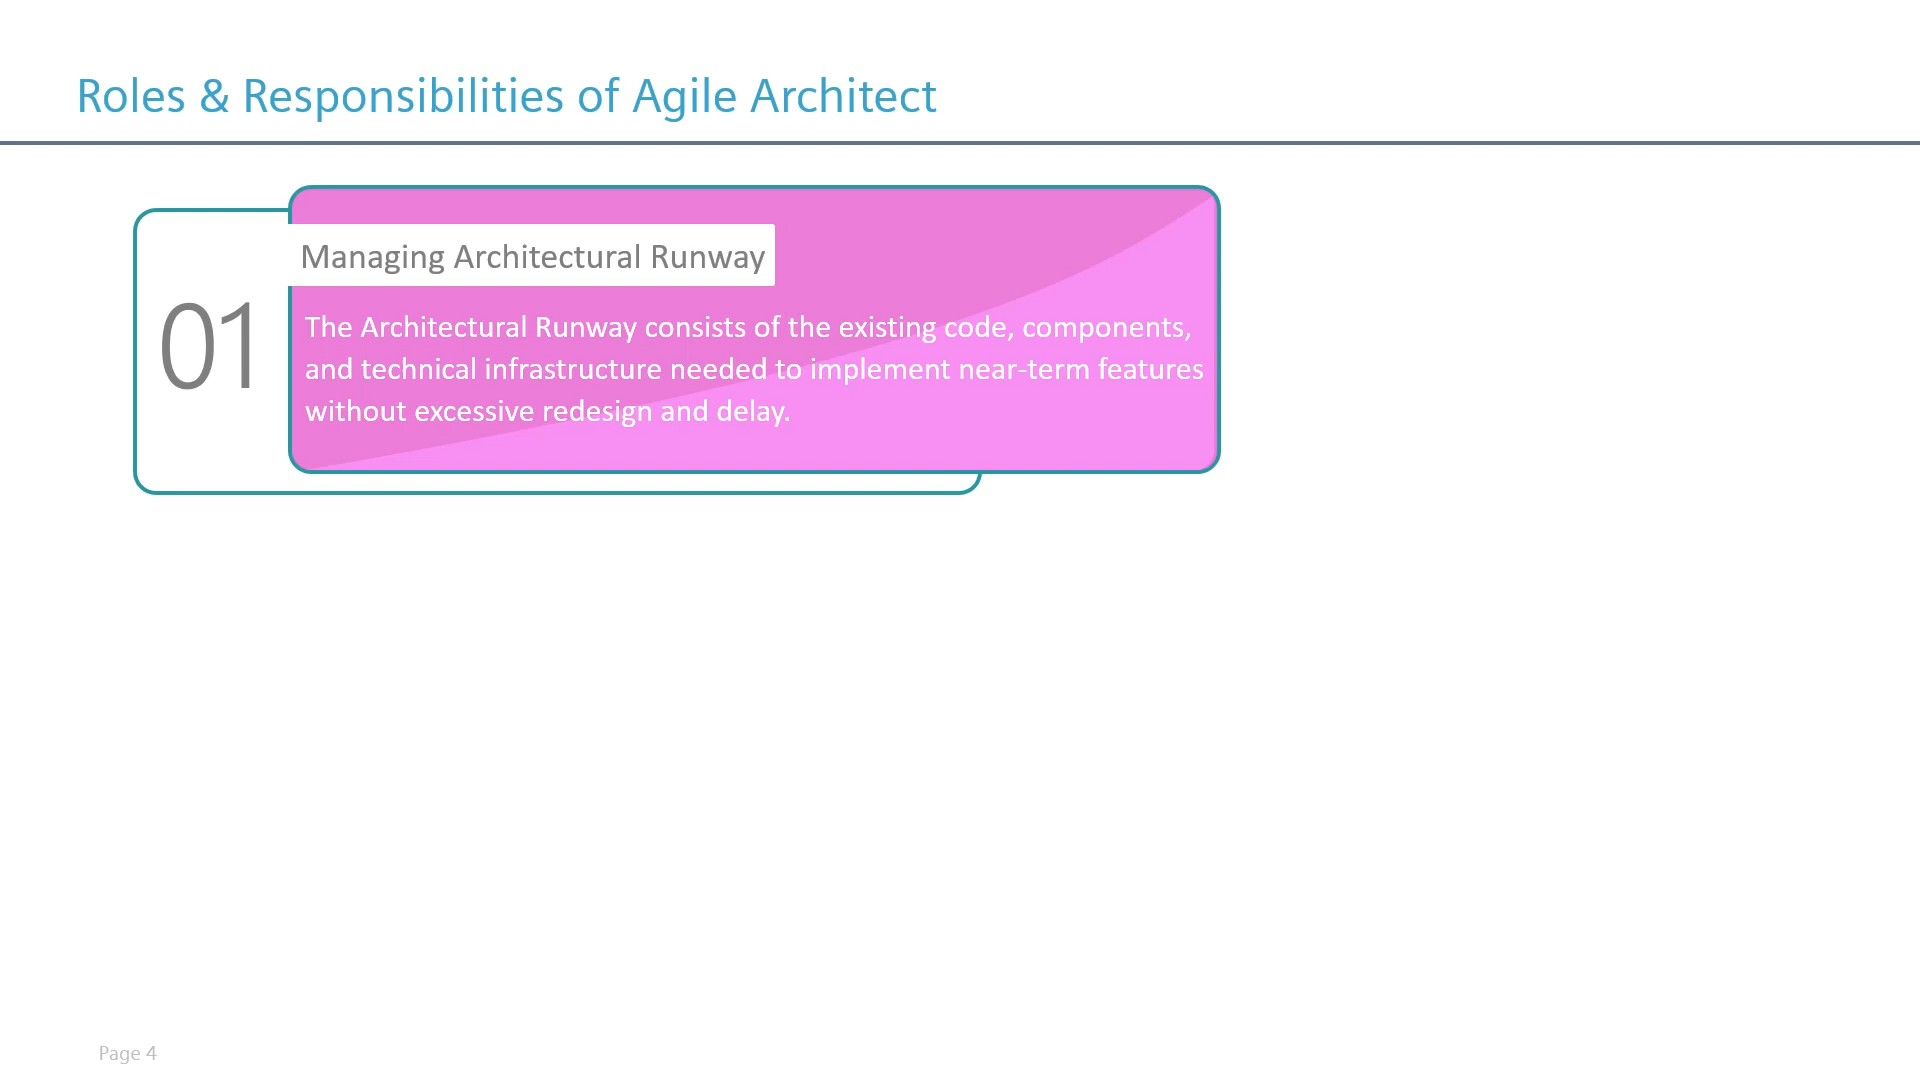 Roles & Responsibilities of Agile Architect
Managing Architectural Runway
01
The Architectural Runway consists of the existing code, components,
and technical infrastructure needed to implement near-term features
without excessive redesign and delay.
Page 4